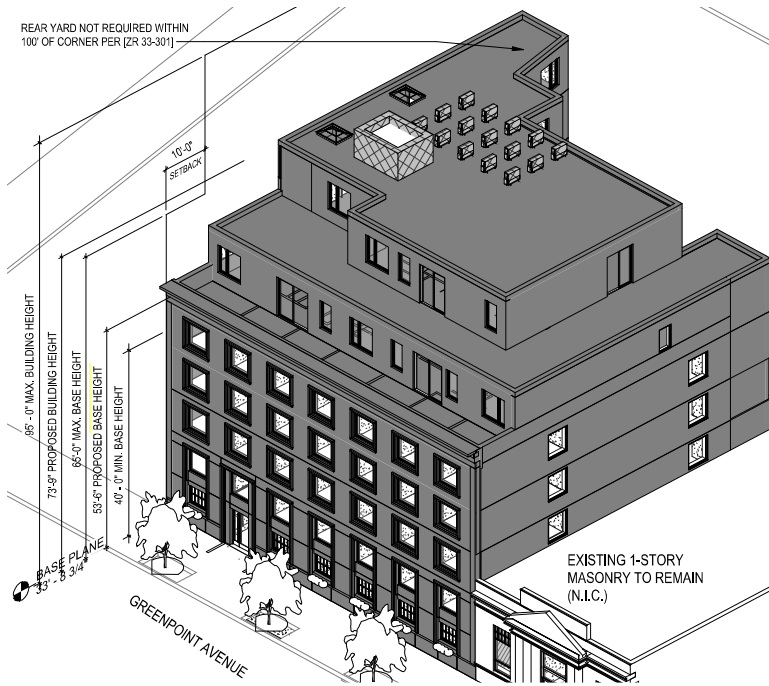 REAR YARD NOT REQUIRED WITHIN
100' OF CORNER PER [ZR 33-301]
10'-0"
SETBACK
95' - 0" MAX. BUILDING HEIGHT
73'-9" PROPOSED BUILDING HEIGHT
65'-0" MAX. BASE HEIGHT
53'-6" PROPOSED BASE HEIGHT
40' - 0" MIN. BASE HEIGHT
BASE PLANE
33' - 8 3/4"
GREENPOINT AVENUE
EXISTING 1-STORY
MASONRY TO REMAIN
(N.I.C.)